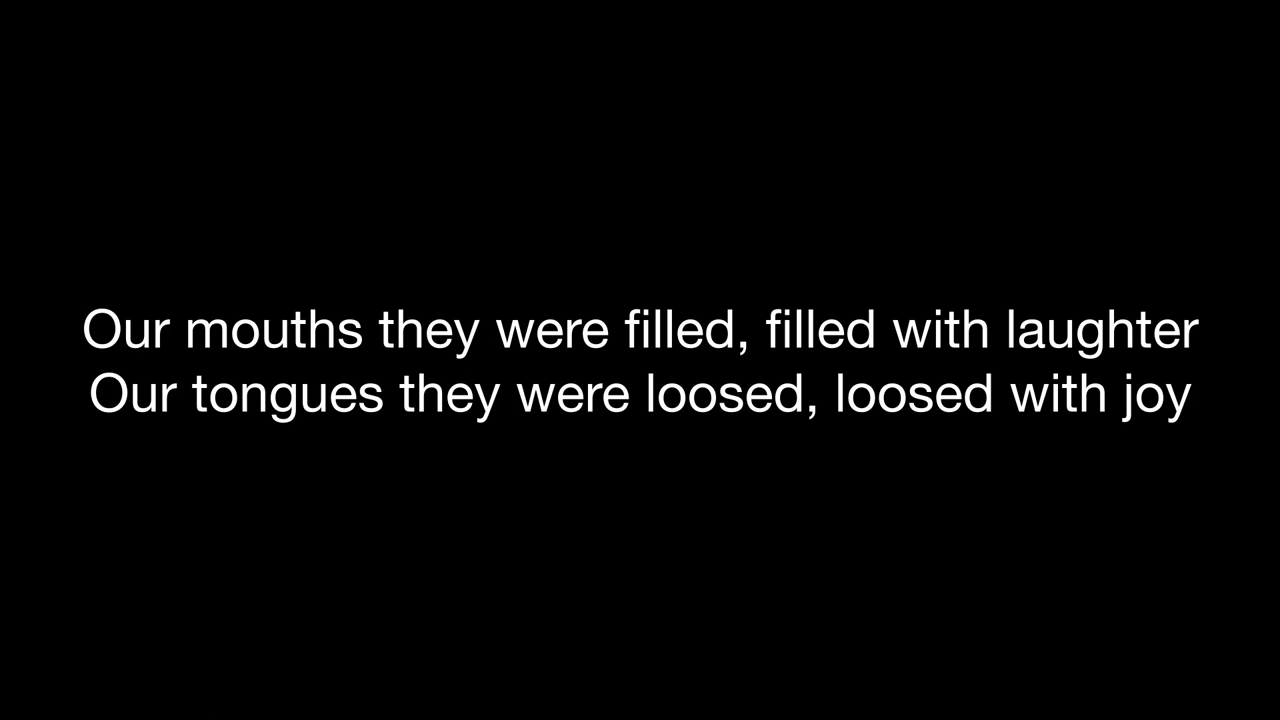 Our mouths they were filled, filled with laughter
Our tongues they were loosed, loosed with joy